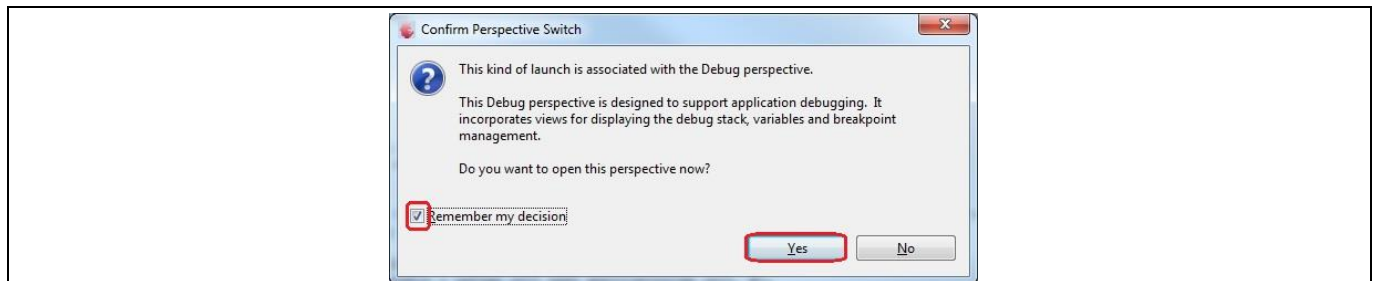 Confirm Perspective Switch
This kind of launch is associated with the Debug perspective.
This Debug perspective is designed to support application debugging. It
incorporates views for displaying the debug stack, variables and breakpoint
management.
Do you want to open this perspective now?
Remember my decision
Yes No